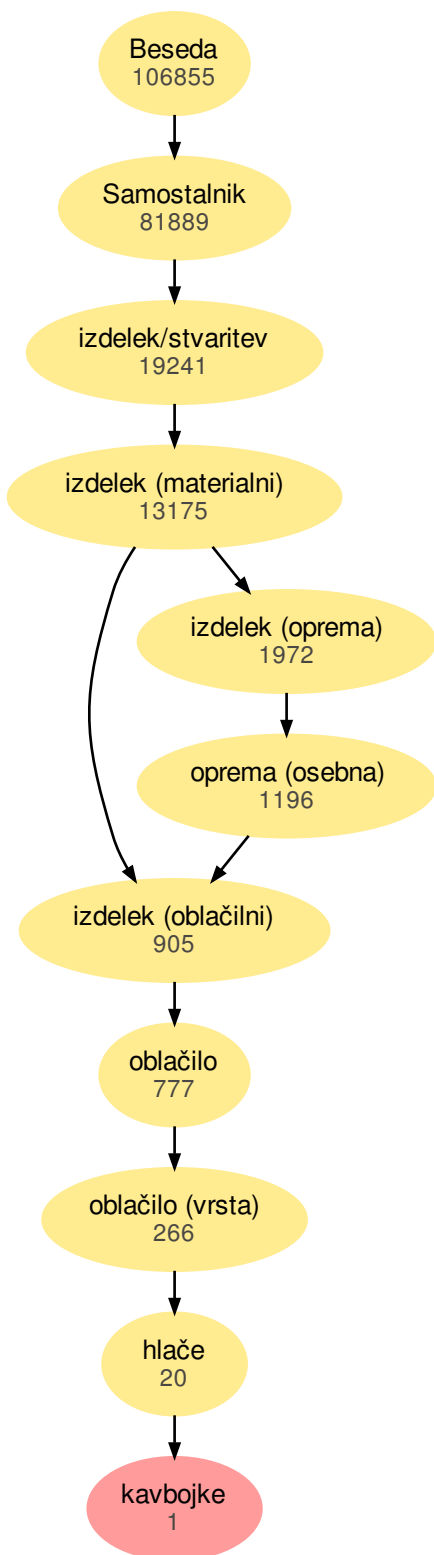 Beseda
106855
Samostalnik
81889
izdelek/stvaritev
19241
izdelek (materialni)
13175
izdelek (oprema)
1972
oprema (osebna)
1196
izdelek (oblačilni)
905
oblačilo
777
oblačilo (vrsta)
266
hlače
20
kavbojke
1